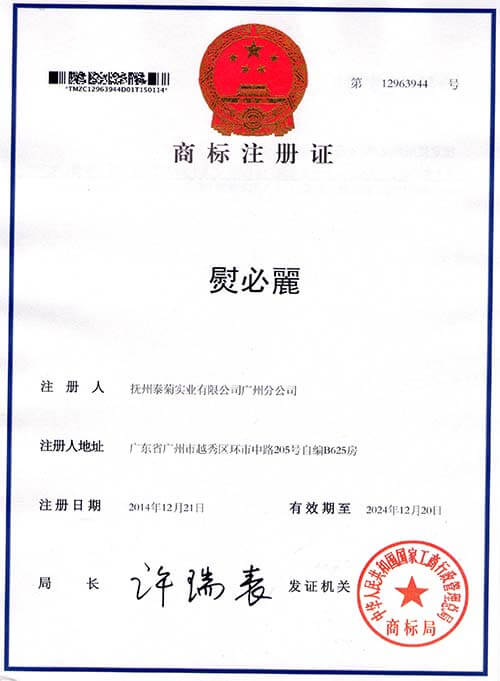 第 12963944 号
*TMZC12963944D01T150114*
商标注册证
熨必麗
注册人 抚州泰菊实业有限公司广州分公司
注册人地址 广东省广州市越秀区环市中路205号自编B625房
注册日期 2014年12月21日 有效期至 2024年12月20日
局长 许瑞表 发证机关
中华人民共和国国家工商行政管理总局
商标局